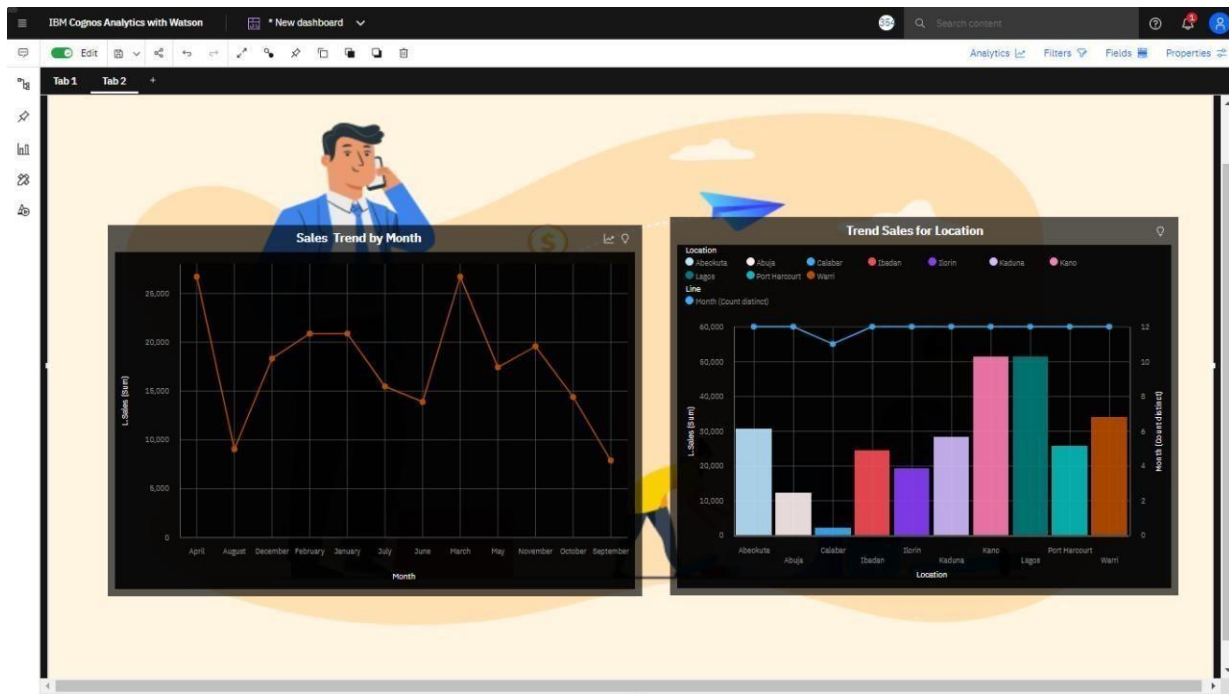 IBM Cognos Analytics with Watson
* New dashboard
354
Search content
1
Edit
Analytics
Filters
Fields
Properties
Tab 1 Tab 2 +
Sales Trend by Month
25,000
20,000
15,000
10,000
5,000
0
L.Sales (Sum)
April August December February January July June March May November October September
Month
Trend Sales for Location
Location
Abeokuta Abuja Calabar Ibadan Ilorin Kaduna Kano
Lagos Port Harcourt Warri
Line
Month (Count distinct)
60,000 12
50,000 10
40,000 8
30,000 6
20,000 4
10,000 2
0 0
L.Sales (Sum)
Month (Count distinct)
Abeokuta Calabar Ilorin Kano Port Harcourt
Abuja Ibadan Kaduna Lagos Warri
Location
$